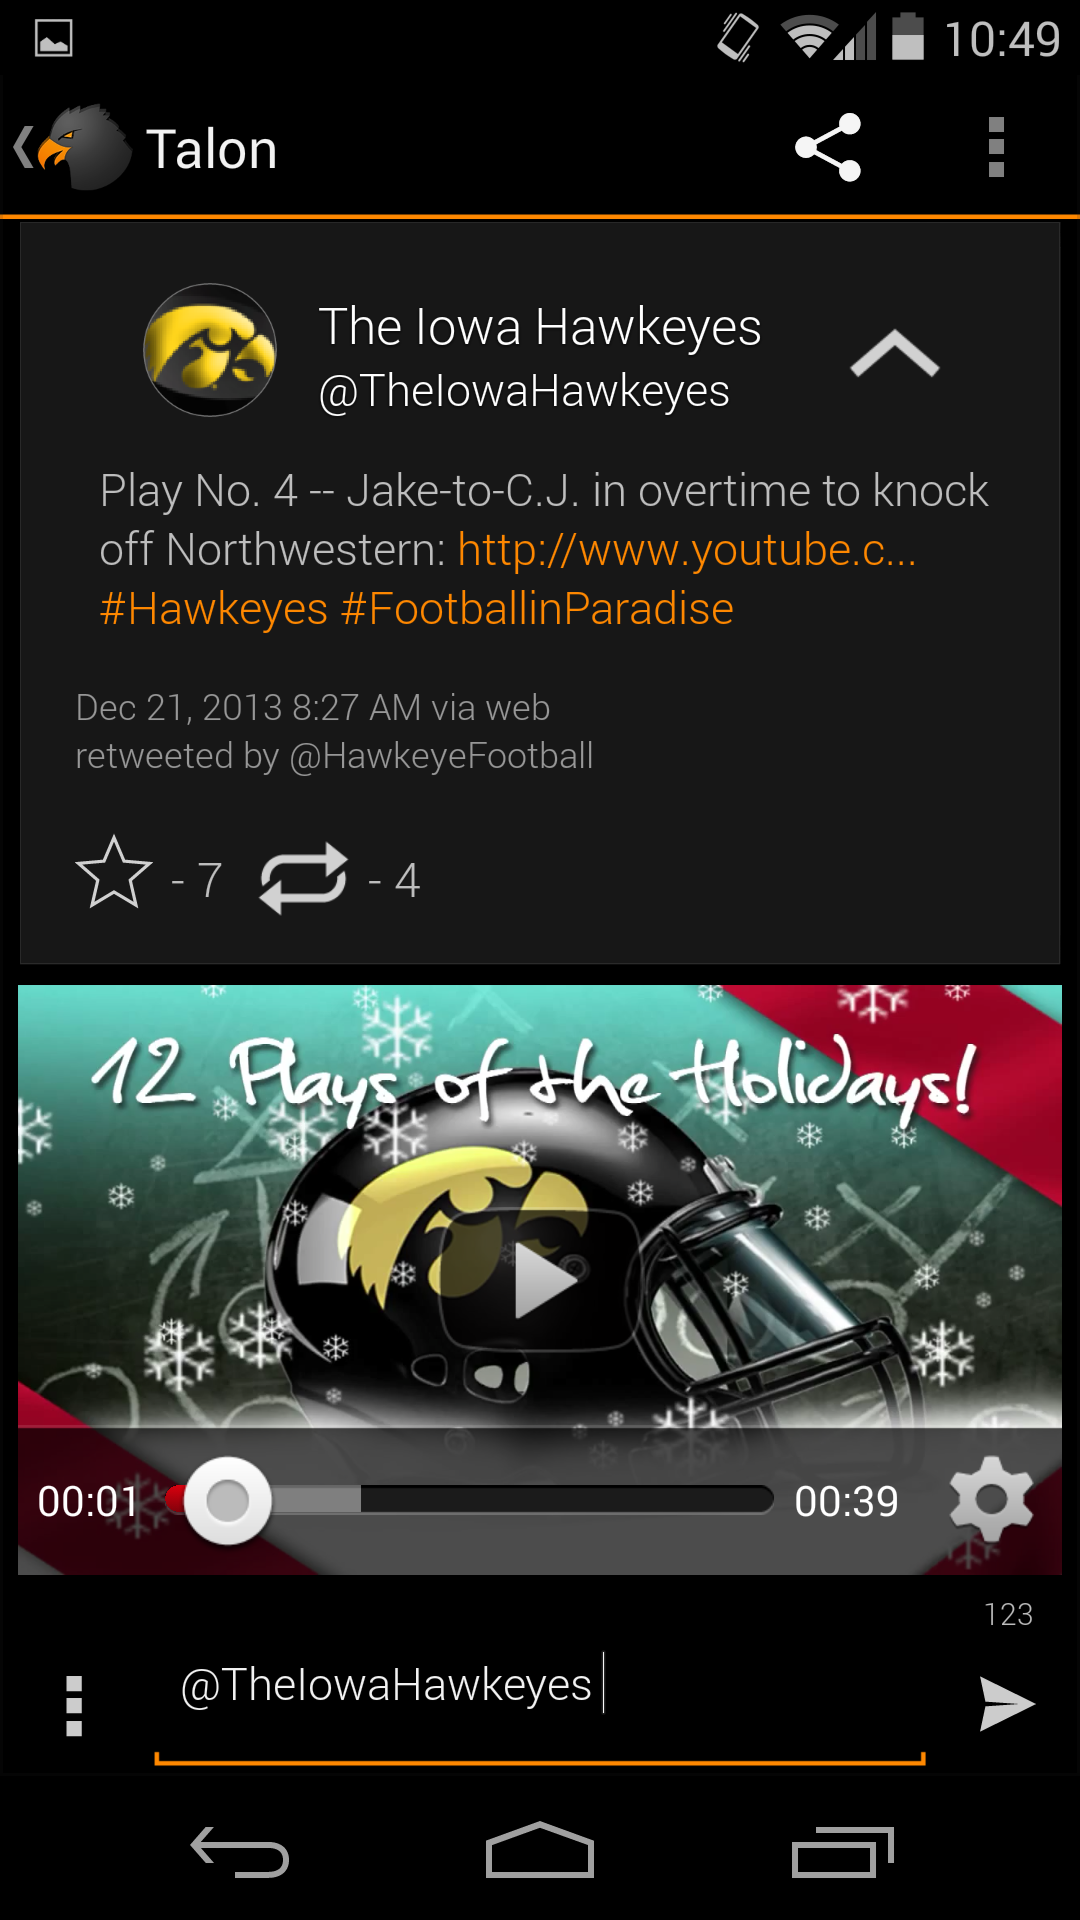 10:49
Talon
The Iowa Hawkeyes
@TheIowaHawkeyes
Play No. 4 -- Jake-to-C.J. in overtime to knock
off Northwestern: http://www.youtube.c...
#Hawkeyes #FootballinParadise
Dec 21, 2013 8:27 AM via web
retweeted by @HawkeyeFootball
- 7 - 4
12 Plays of the Holidays!
00:01 00:39
123
@TheIowaHawkeyes